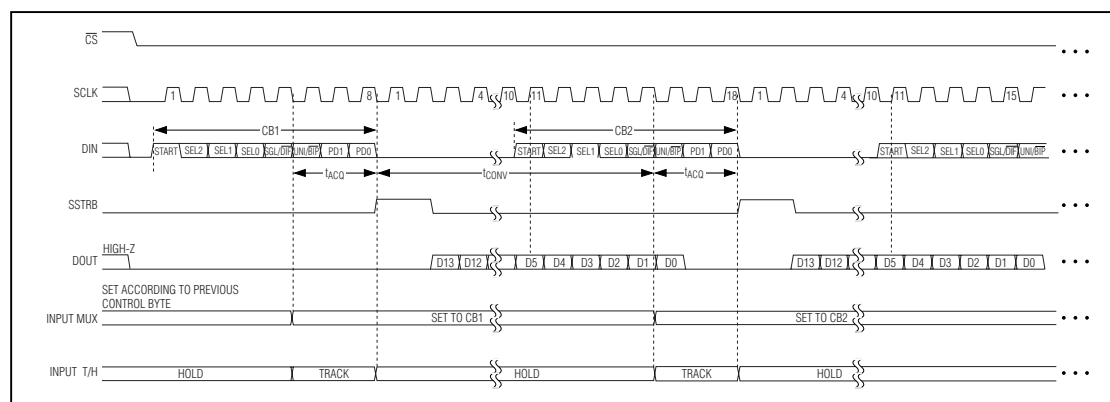 CS • • •
SCLK 1 8 1 4 10 11 18 1 4 10 11 15 • • •
CB1 CB2
DIN START SEL2 SEL1 SEL0 SGL/DIF UNI/BIP PD1 PD0 START SEL2 SEL1 SEL0 SGL/DIF UNI/BIP PD1 PD0 START SEL2 SEL1 SEL0 SGL/DIF UNI/BIP • • •
tACQ tCONV tACQ
SSTRB • • •
HIGH-Z
DOUT D13 D12 D5 D4 D3 D2 D1 D0 D13 D12 D5 D4 D3 D2 D1 D0 • • •
SET ACCORDING TO PREVIOUS
CONTROL BYTE
INPUT MUX SET TO CB1 SET TO CB2 • • •
INPUT T/H HOLD TRACK HOLD TRACK HOLD • • •